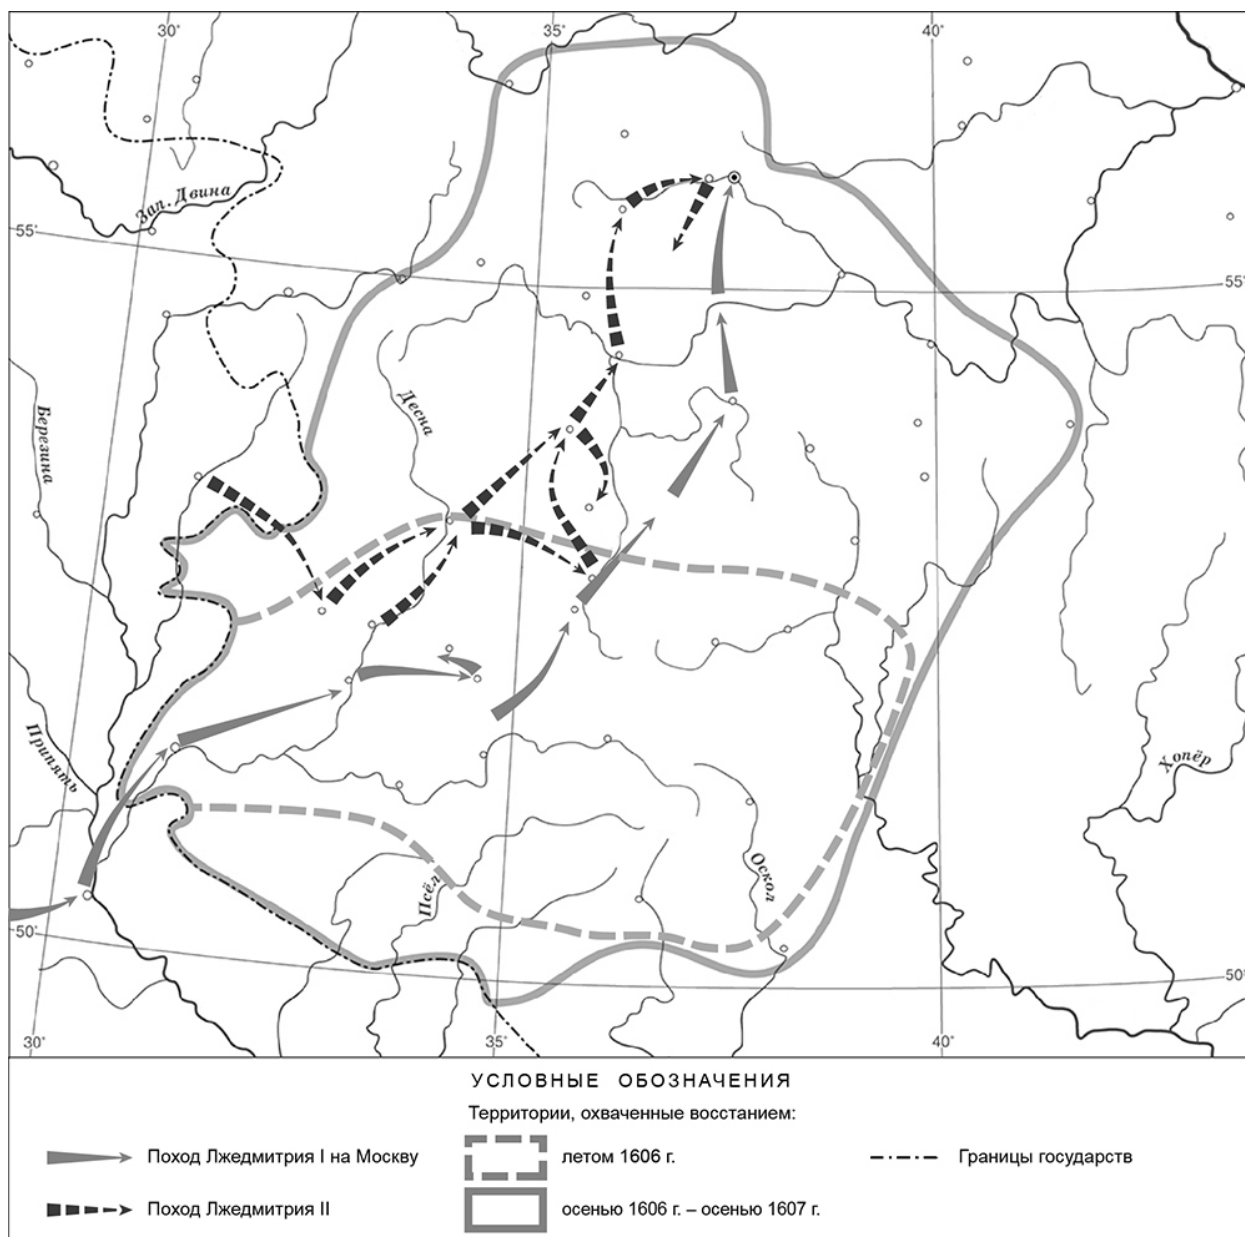 30°
35°
40°
Зап. Двина
55°
55°
Березина
Десна
Припять
Хопёр
Псёл
Оскол
50°
50°
30°
35°
40°
УСЛОВНЫЕ ОБОЗНАЧЕНИЯ
Территории, охваченные восстанием:
Поход Лжедмитрия I на Москву
летом 1606 г.
Границы государств
Поход Лжедмитрия II
осенью 1606 г. – осенью 1607 г.